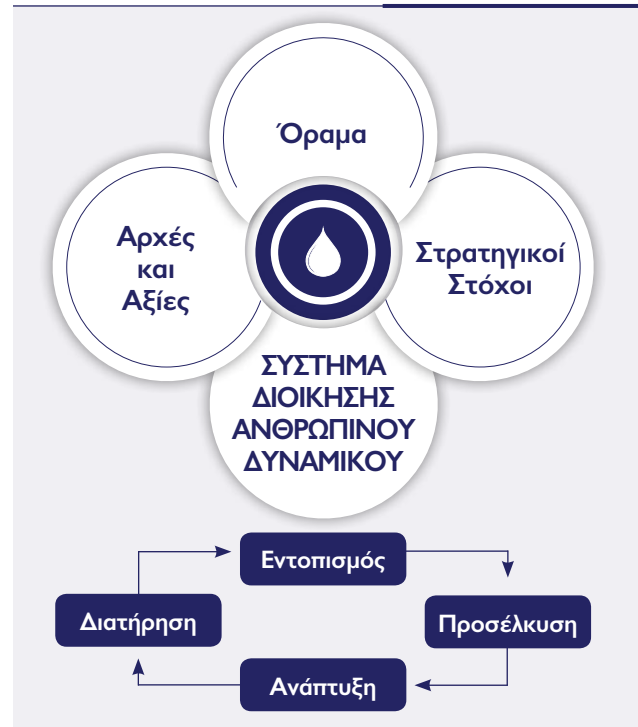 Όραμα
Αρχές
και
Αξίες
Στρατηγικοί
Στόχοι
ΣΥΣΤΗΜΑ
ΔΙΟΙΚΗΣΗΣ
ΑΝΘΡΩΠΙΝΟΥ
ΔΥΝΑΜΙΚΟΥ
Εντοπισμός
Διατήρηση
Προσέλκυση
Ανάπτυξη